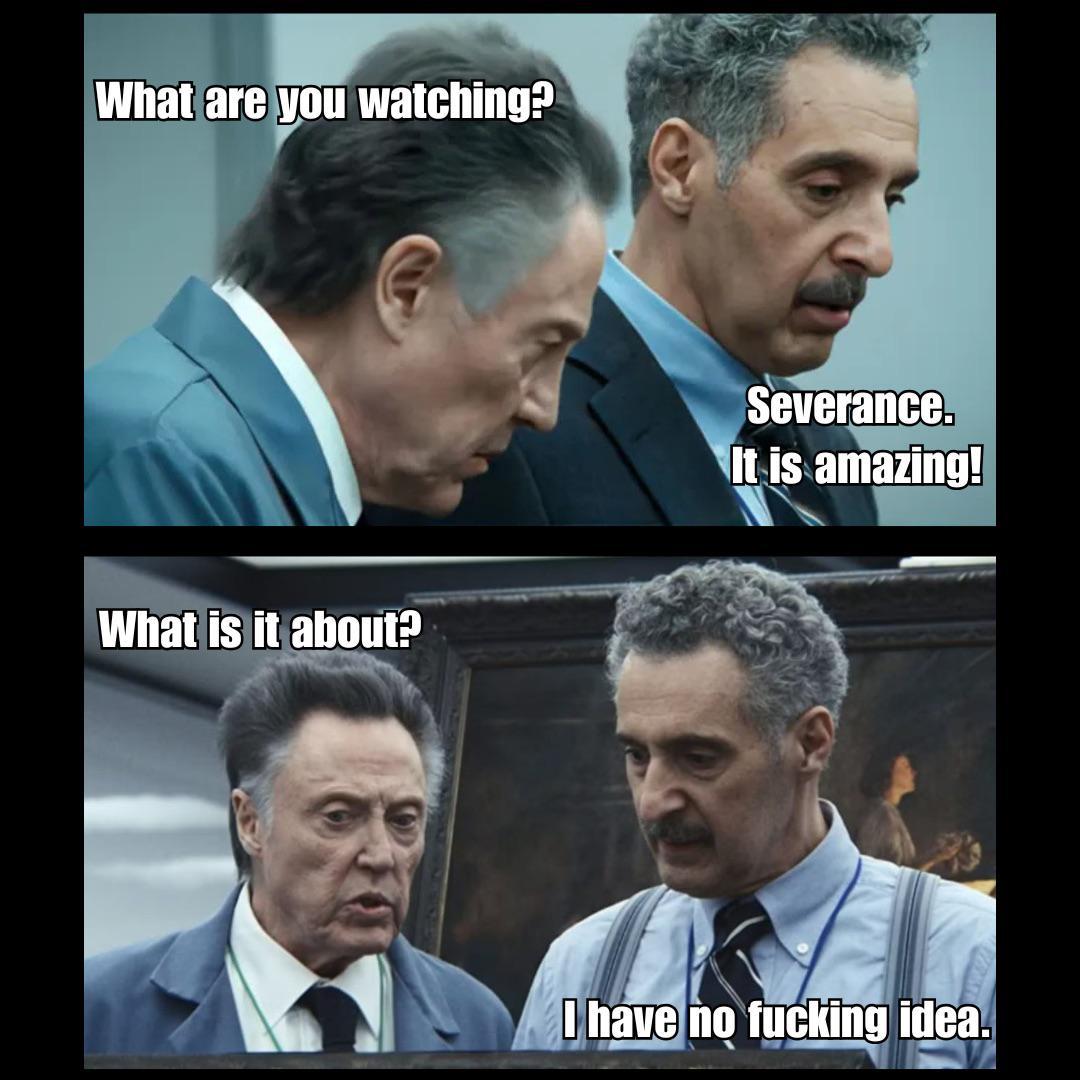 What are you watching?
Severance.
It is amazing!
What is it about?
I have no fucking idea.